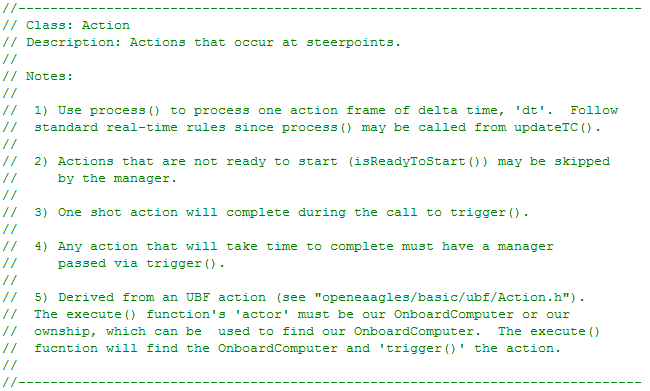 //------------------------------------------------------------------------------
// Class: Action
// Description: Actions that occur at steerpoints.
//
// Notes:
//
//  1) Use process() to process one action frame of delta time, 'dt'.  Follow
//  standard real-time rules since process() may be called from updateTC().
//
//  2) Actions that are not ready to start (isReadyToStart()) may be skipped
//     by the manager.
//
//  3) One shot action will complete during the call to trigger().
//
//  4) Any action that will take time to complete must have a manager
//     passed via trigger().
//
//  5) Derived from an UBF action (see "openeaagles/basic/ubf/Action.h").
//  The execute() function's 'actor' must be our OnboardComputer or our
//  ownship, which can be  used to find our OnboardComputer.  The execute()
//  fucntion will find the OnboardComputer and 'trigger()' the action.
//
//------------------------------------------------------------------------------